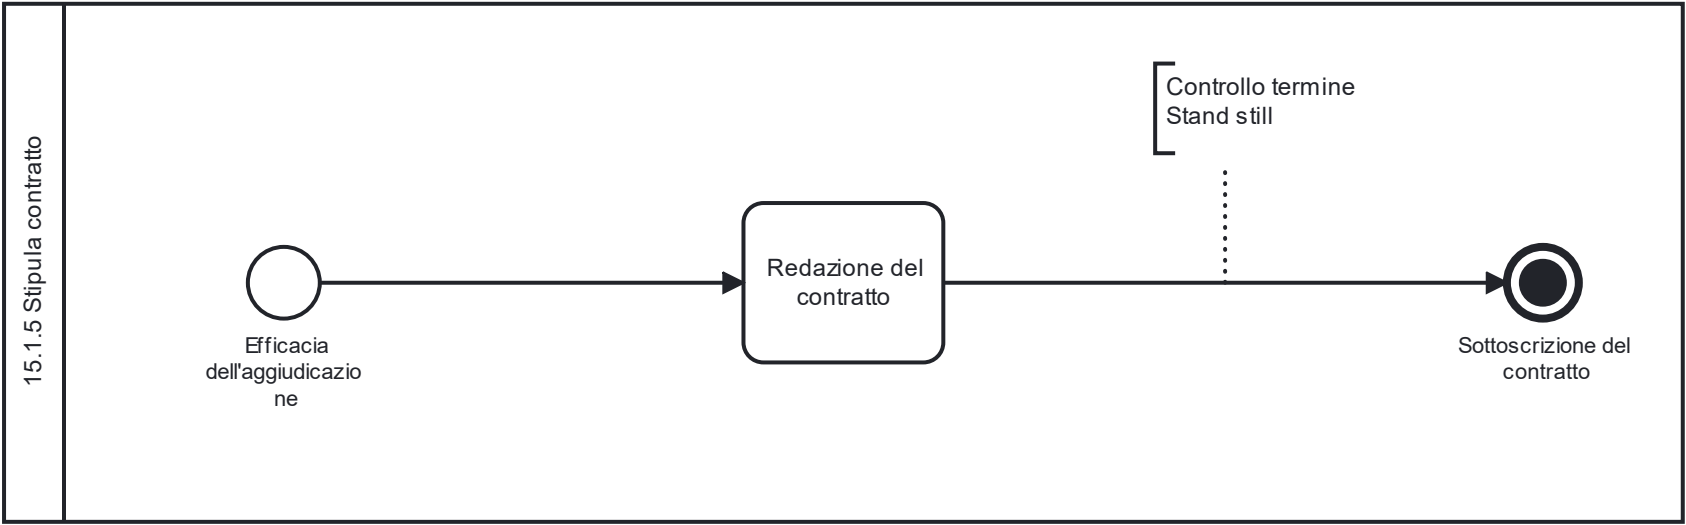 15.1.5 Stipula contratto
Controllo termine
Stand still
Redazione del
contratto
Efficacia
dell'aggiudicazio
ne
Sottoscrizione del
contratto